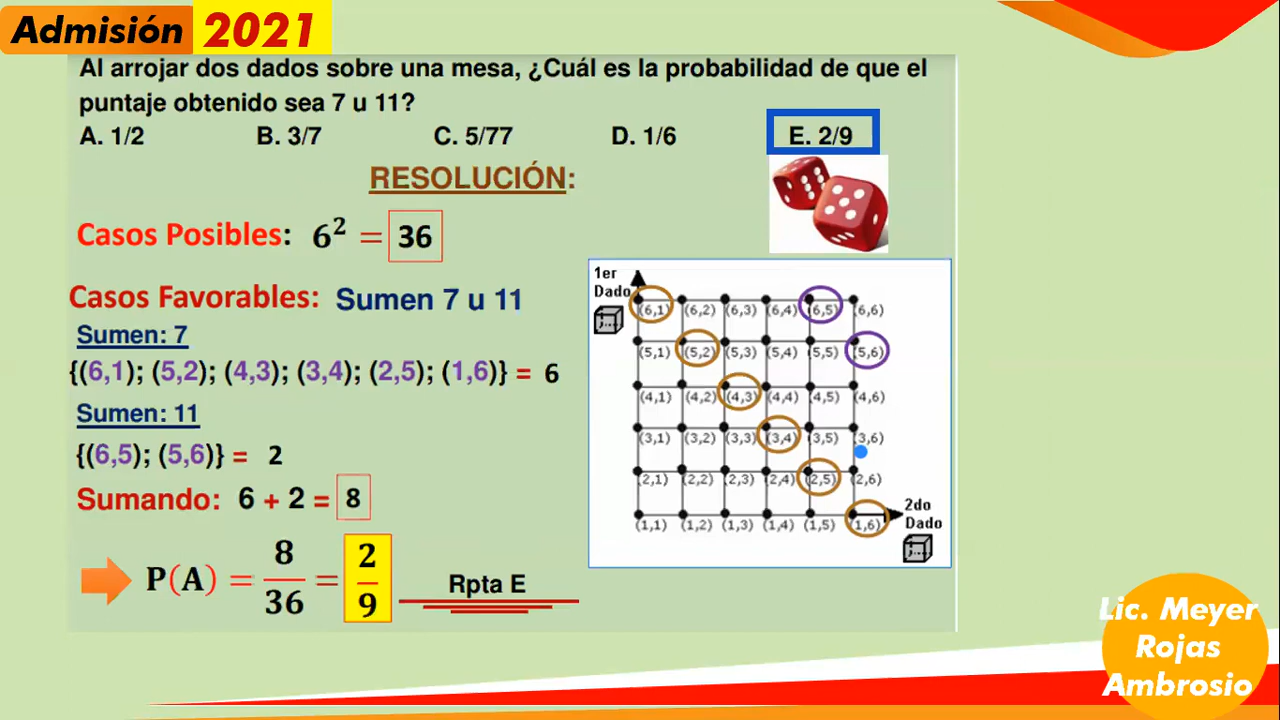 Admisión 2021
Al arrojar dos dados sobre una mesa, ¿Cuál es la probabilidad de que el
puntaje obtenido sea 7 u 11?
A. 1/2 B. 3/7 C. 5/77 D. 1/6 E. 2/9
RESOLUCIÓN:
Casos Posibles: 6² = 36
Casos Favorables: Sumen 7 u 11
Sumen: 7
{(6,1); (5,2); (4,3); (3,4); (2,5); (1,6)} = 6
Sumen: 11
{(6,5); (5,6)} = 2
Sumando: 6 + 2 = 8
P(A) = 8/36 = 2/9
Rpta E
1er
Dado
(6,1) (6,2) (6,3) (6,4) (6,5) (6,6)
(5,1) (5,2) (5,3) (5,4) (5,5) (5,6)
(4,1) (4,2) (4,3) (4,4) (4,5) (4,6)
(3,1) (3,2) (3,3) (3,4) (3,5) (3,6)
(2,1) (2,2) (2,3) (2,4) (2,5) (2,6)
(1,1) (1,2) (1,3) (1,4) (1,5) (1,6)
2do
Dado
Lic. Meyer
Rojas
Ambrosio